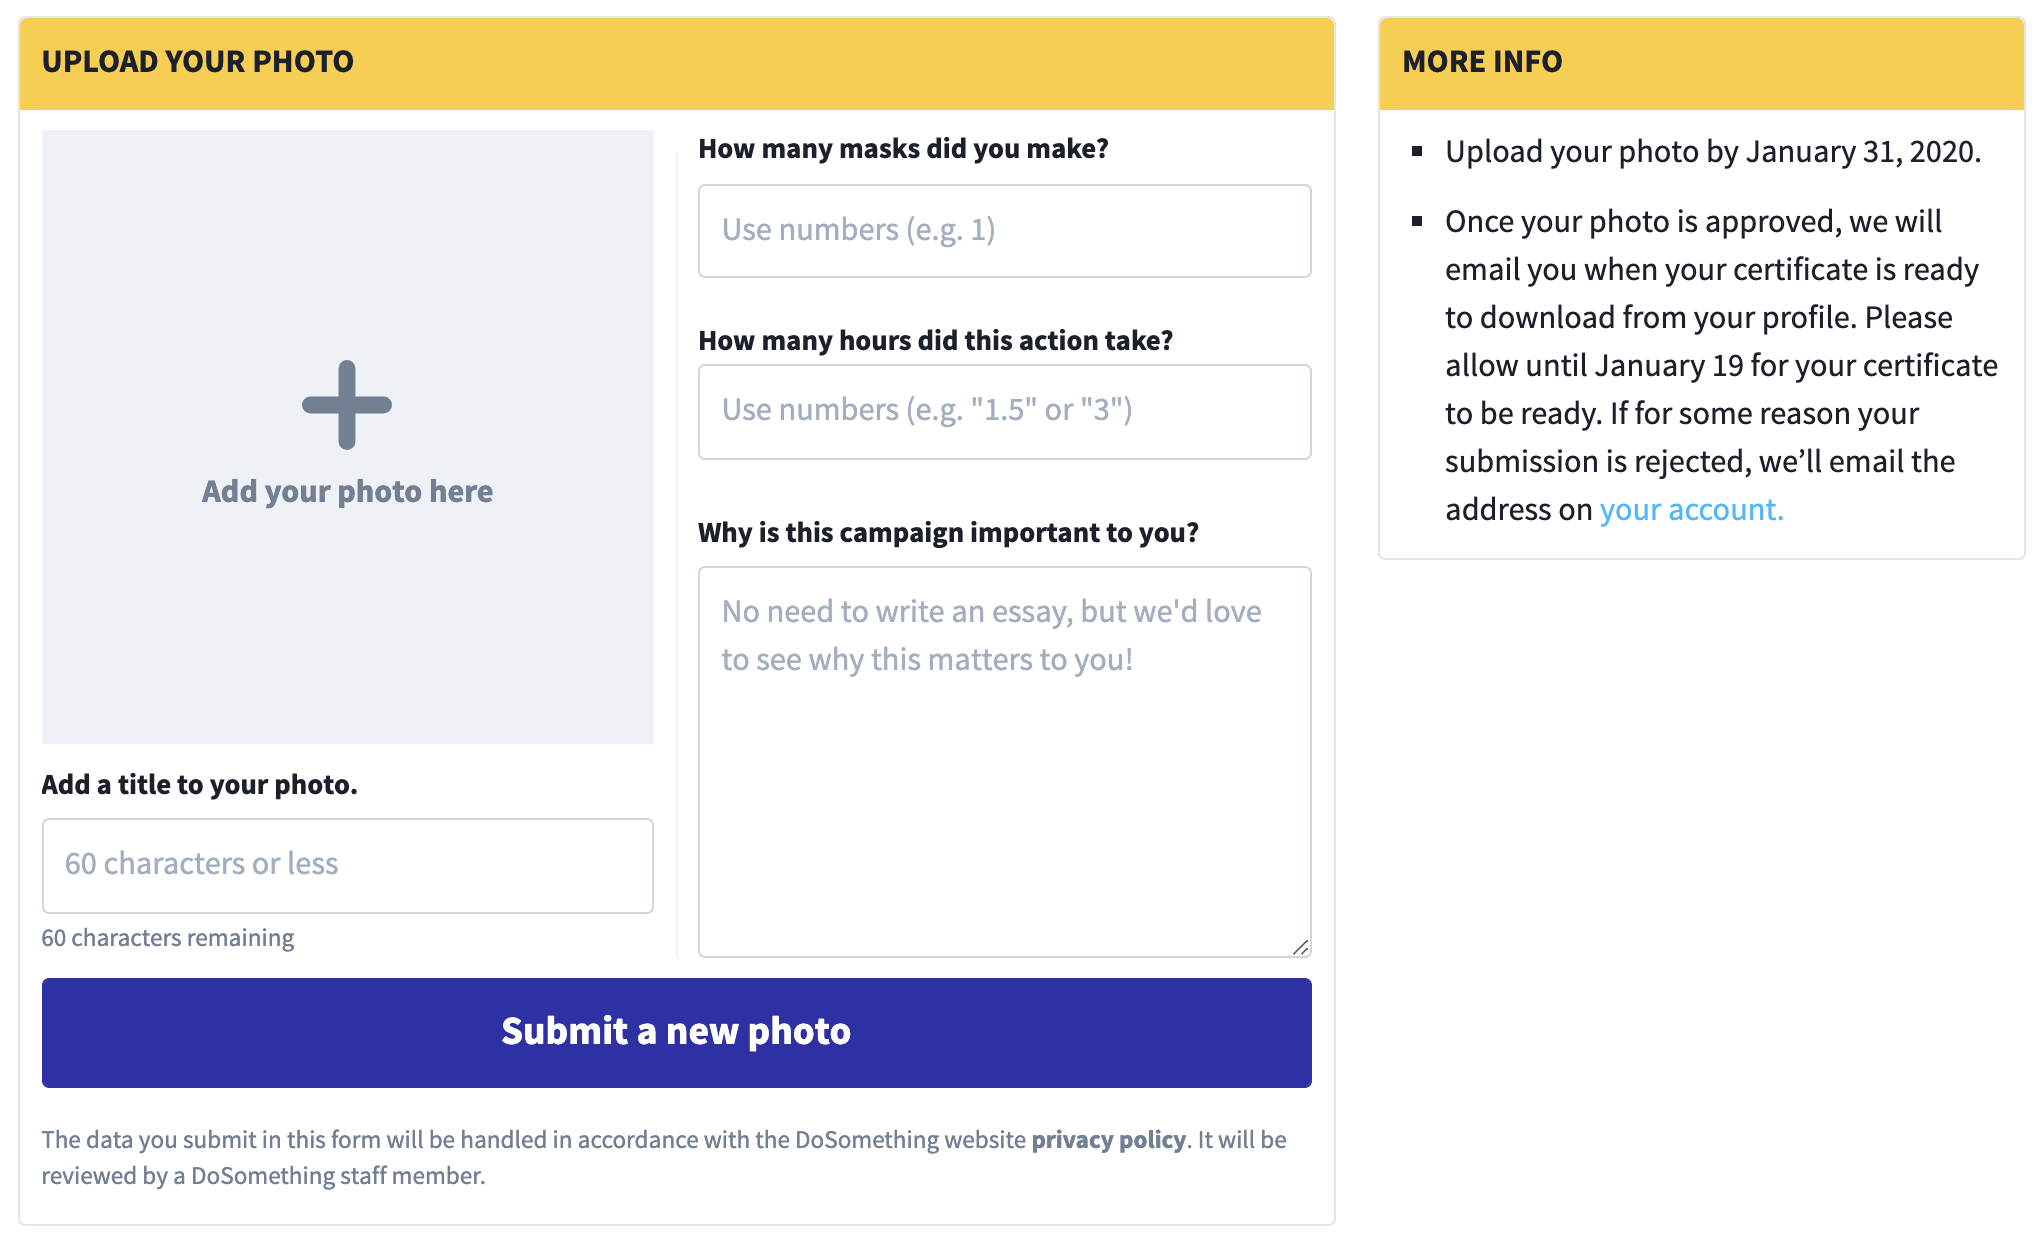 UPLOAD YOUR PHOTO
Add your photo here
Add a title to your photo.
60 characters or less
60 characters remaining
How many masks did you make?
Use numbers (e.g. 1)
How many hours did this action take?
Use numbers (e.g. "1.5" or "3")
Why is this campaign important to you?
No need to write an essay, but we'd love
to see why this matters to you!
Submit a new photo
The data you submit in this form will be handled in accordance with the DoSomething website privacy policy. It will be
reviewed by a DoSomething staff member.
MORE INFO
Upload your photo by January 31, 2020.
Once your photo is approved, we will
email you when your certificate is ready
to download from your profile. Please
allow until January 19 for your certificate
to be ready. If for some reason your
submission is rejected, we’ll email the
address on your account.